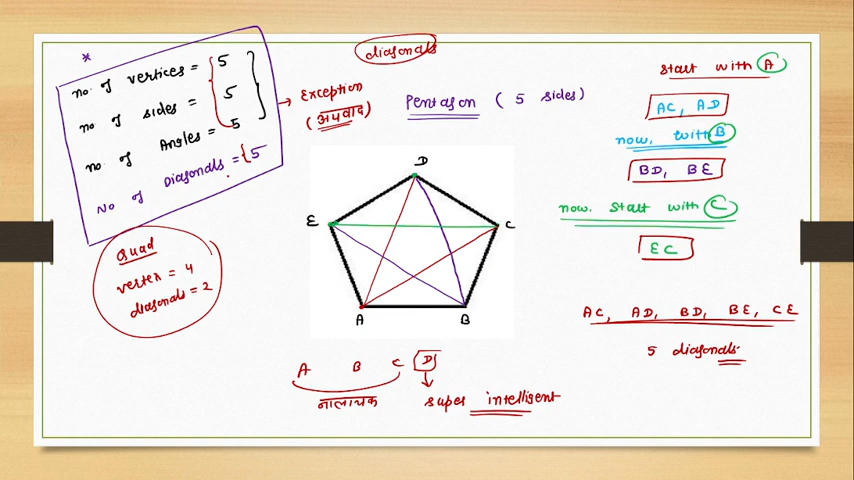 diagonals
no. of vertices = 5
no. of sides = 5
no. of Angles = 5
No of Diagonals = 5
Exception
(अपवाद)
Pentagon (5 sides)
Start with A
AC, AD
now, with B
BD, BE
now. Start with C
EC
AC, AD, BD, BE, CE
5 diagonals
Quad
vertex = 4
diagonals = 2
D
E
C
A
B
A B C D
नालायक
super intelligent